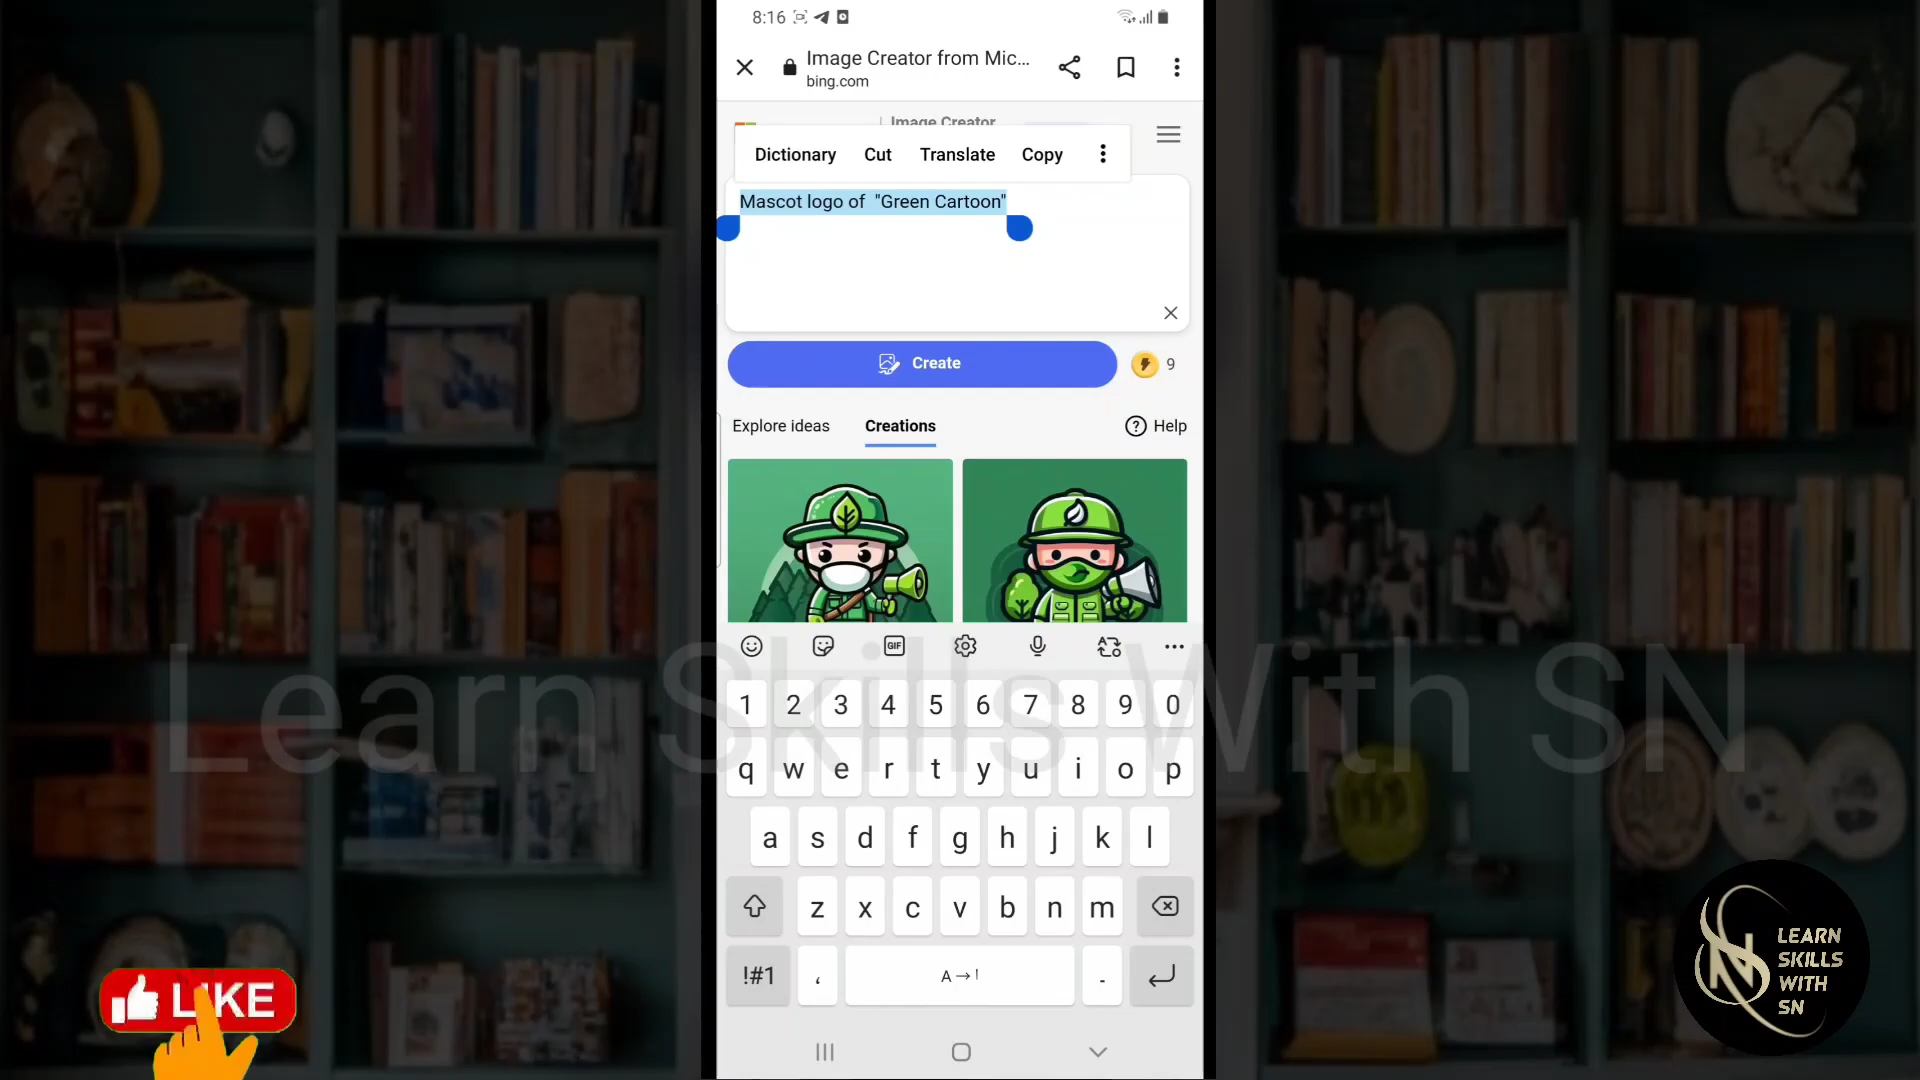 8:16
Image Creator from Mic...
bing.com
Image Creator
Dictionary Cut Translate Copy
Mascot logo of "Green Cartoon"
Create 9
Explore ideas Creations Help
GIF
1 2 3 4 5 6 7 8 9 0
Learn Skills With SN
q w e r t y u i o p
a s d f g h j k l
z x c v b n m
!#1 , A→ .
LIKE
LEARN
SKILLS
WITH
SN